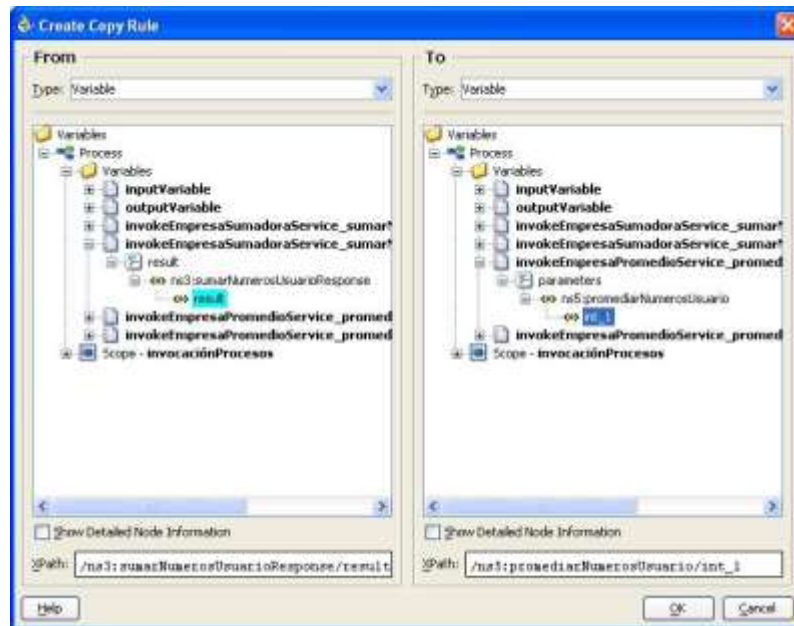 Create Copy Rule
From
Type: Variable
Variables
Process
Variables
inputVariable
outputVariable
invokeEmpresaSumadoraService_sumar
invokeEmpresaSumadoraService_sumar
result
ns3:sumarNumerosUsuarioResponse
result
invokeEmpresaPromedioService_promed
invokeEmpresaPromedioService_promed
Scope - invocaciónProcesos
Show Detailed Node Information
XPath: /ns3:sumarNumerosUsuarioResponse/result
To
Type: Variable
Variables
Process
Variables
inputVariable
outputVariable
invokeEmpresaSumadoraService_sumar
invokeEmpresaSumadoraService_sumar
invokeEmpresaPromedioService_promed
parameters
ns5:promediarNumerosUsuario
int_1
invokeEmpresaPromedioService_promed
Scope - invocaciónProcesos
Show Detailed Node Information
XPath: /ns5:promediarNumerosUsuario/int_1
Help
OK
Cancel